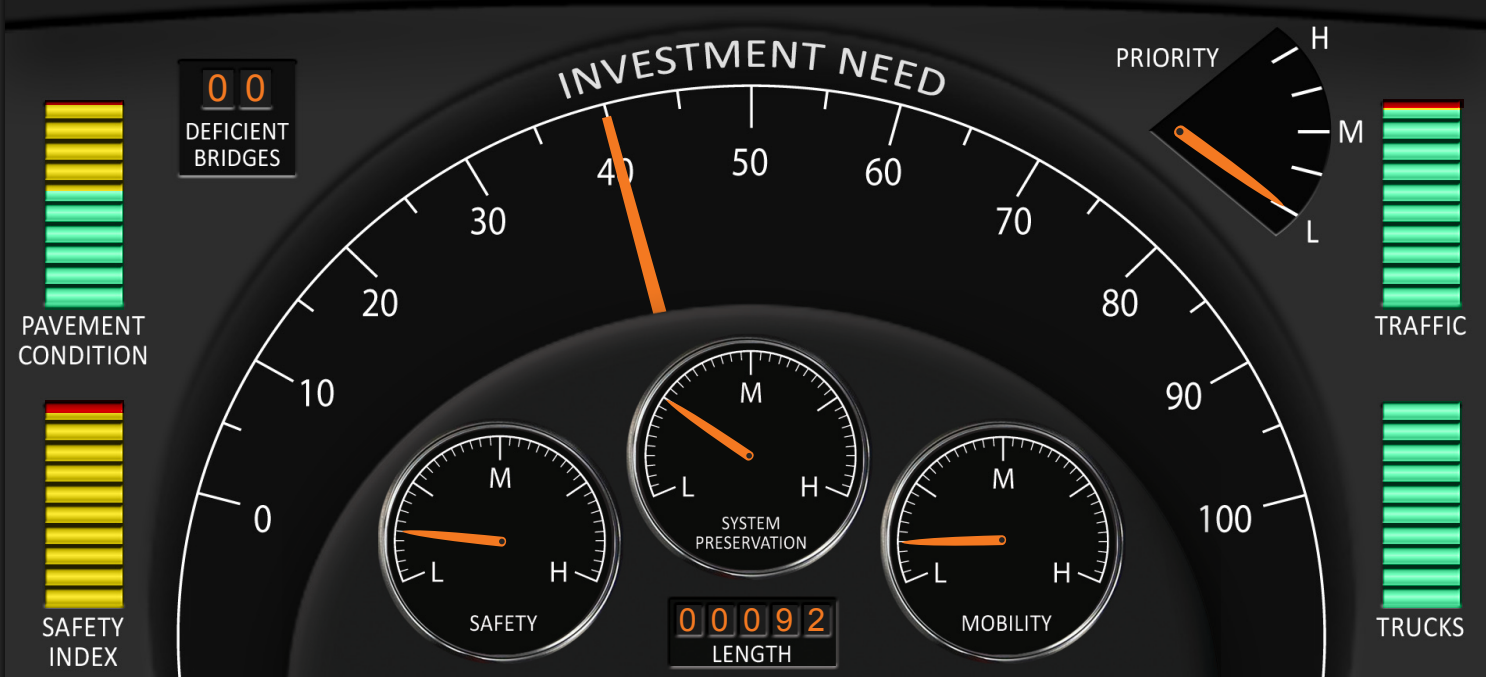 INVESTMENT NEED
PRIORITY
H
M
L
00
DEFICIENT
BRIDGES
0
10
20
30
40
50
60
70
80
90
100
PAVEMENT
CONDITION
TRAFFIC
SAFETY
INDEX
TRUCKS
M
L
H
SAFETY
M
L
H
SYSTEM
PRESERVATION
M
L
H
MOBILITY
00092
LENGTH